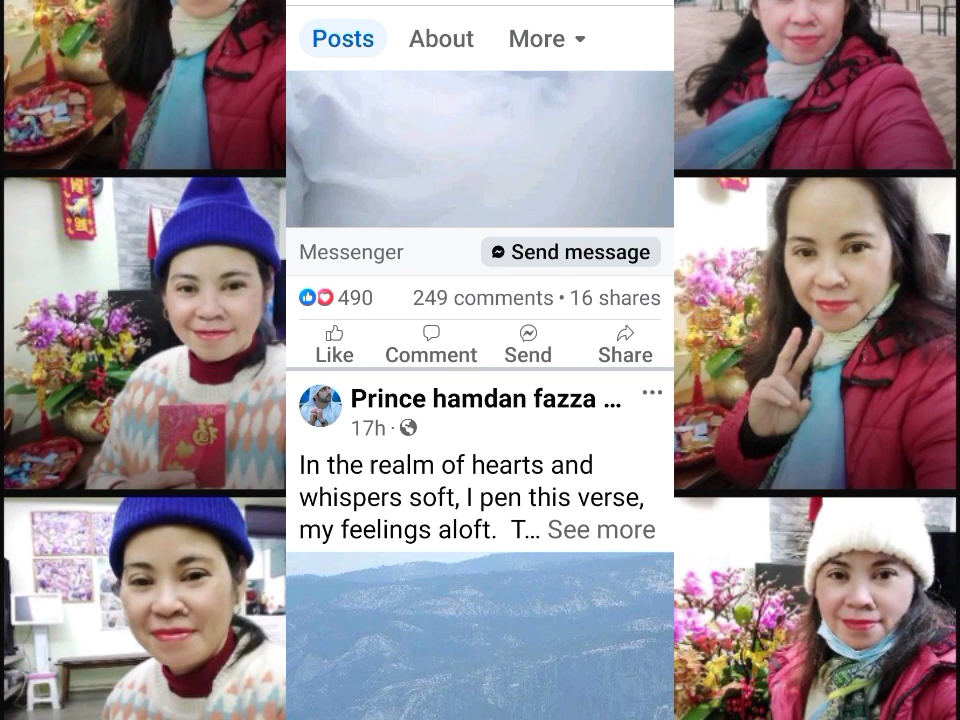 Posts About More
Messenger Send message
490 249 comments • 16 shares
Like Comment Send Share
Prince hamdan fazza ...
17h
In the realm of hearts and
whispers soft, I pen this verse,
my feelings aloft. T... See more
福